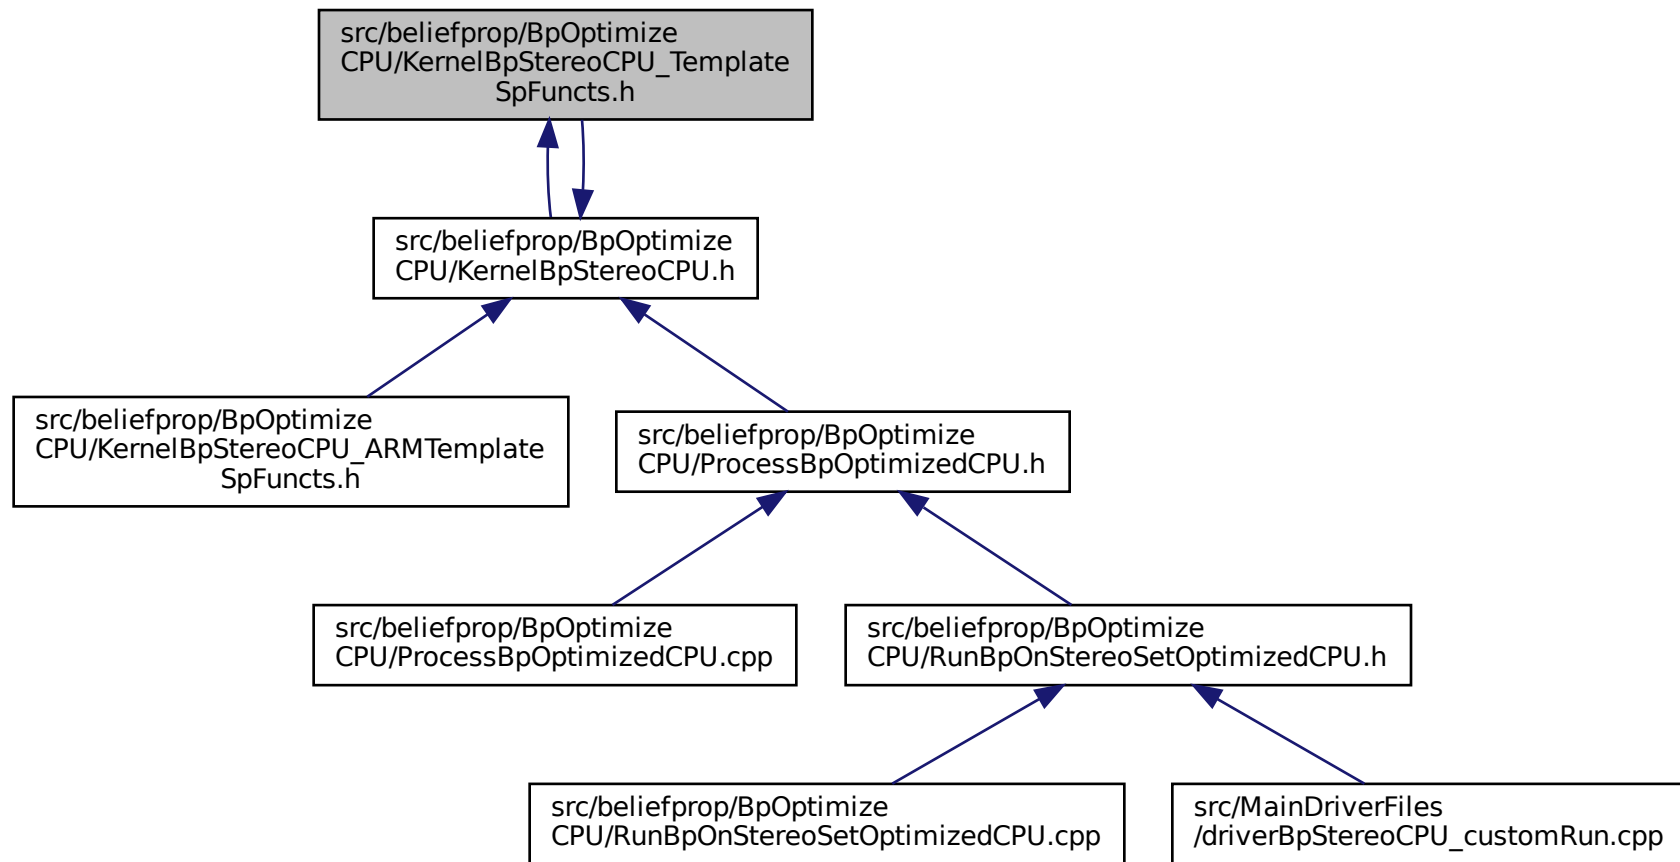 src/beliefprop/BpOptimize
CPU/KernelBpStereoCPU_Template
SpFuncts.h
src/beliefprop/BpOptimize
CPU/KernelBpStereoCPU.h
src/beliefprop/BpOptimize
CPU/KernelBpStereoCPU_ARMTemplate
SpFuncts.h
src/beliefprop/BpOptimize
CPU/ProcessBpOptimizedCPU.h
src/beliefprop/BpOptimize
CPU/ProcessBpOptimizedCPU.cpp
src/beliefprop/BpOptimize
CPU/RunBpOnStereoSetOptimizedCPU.h
src/beliefprop/BpOptimize
CPU/RunBpOnStereoSetOptimizedCPU.cpp
src/MainDriverFiles
/driverBpStereoCPU_customRun.cpp